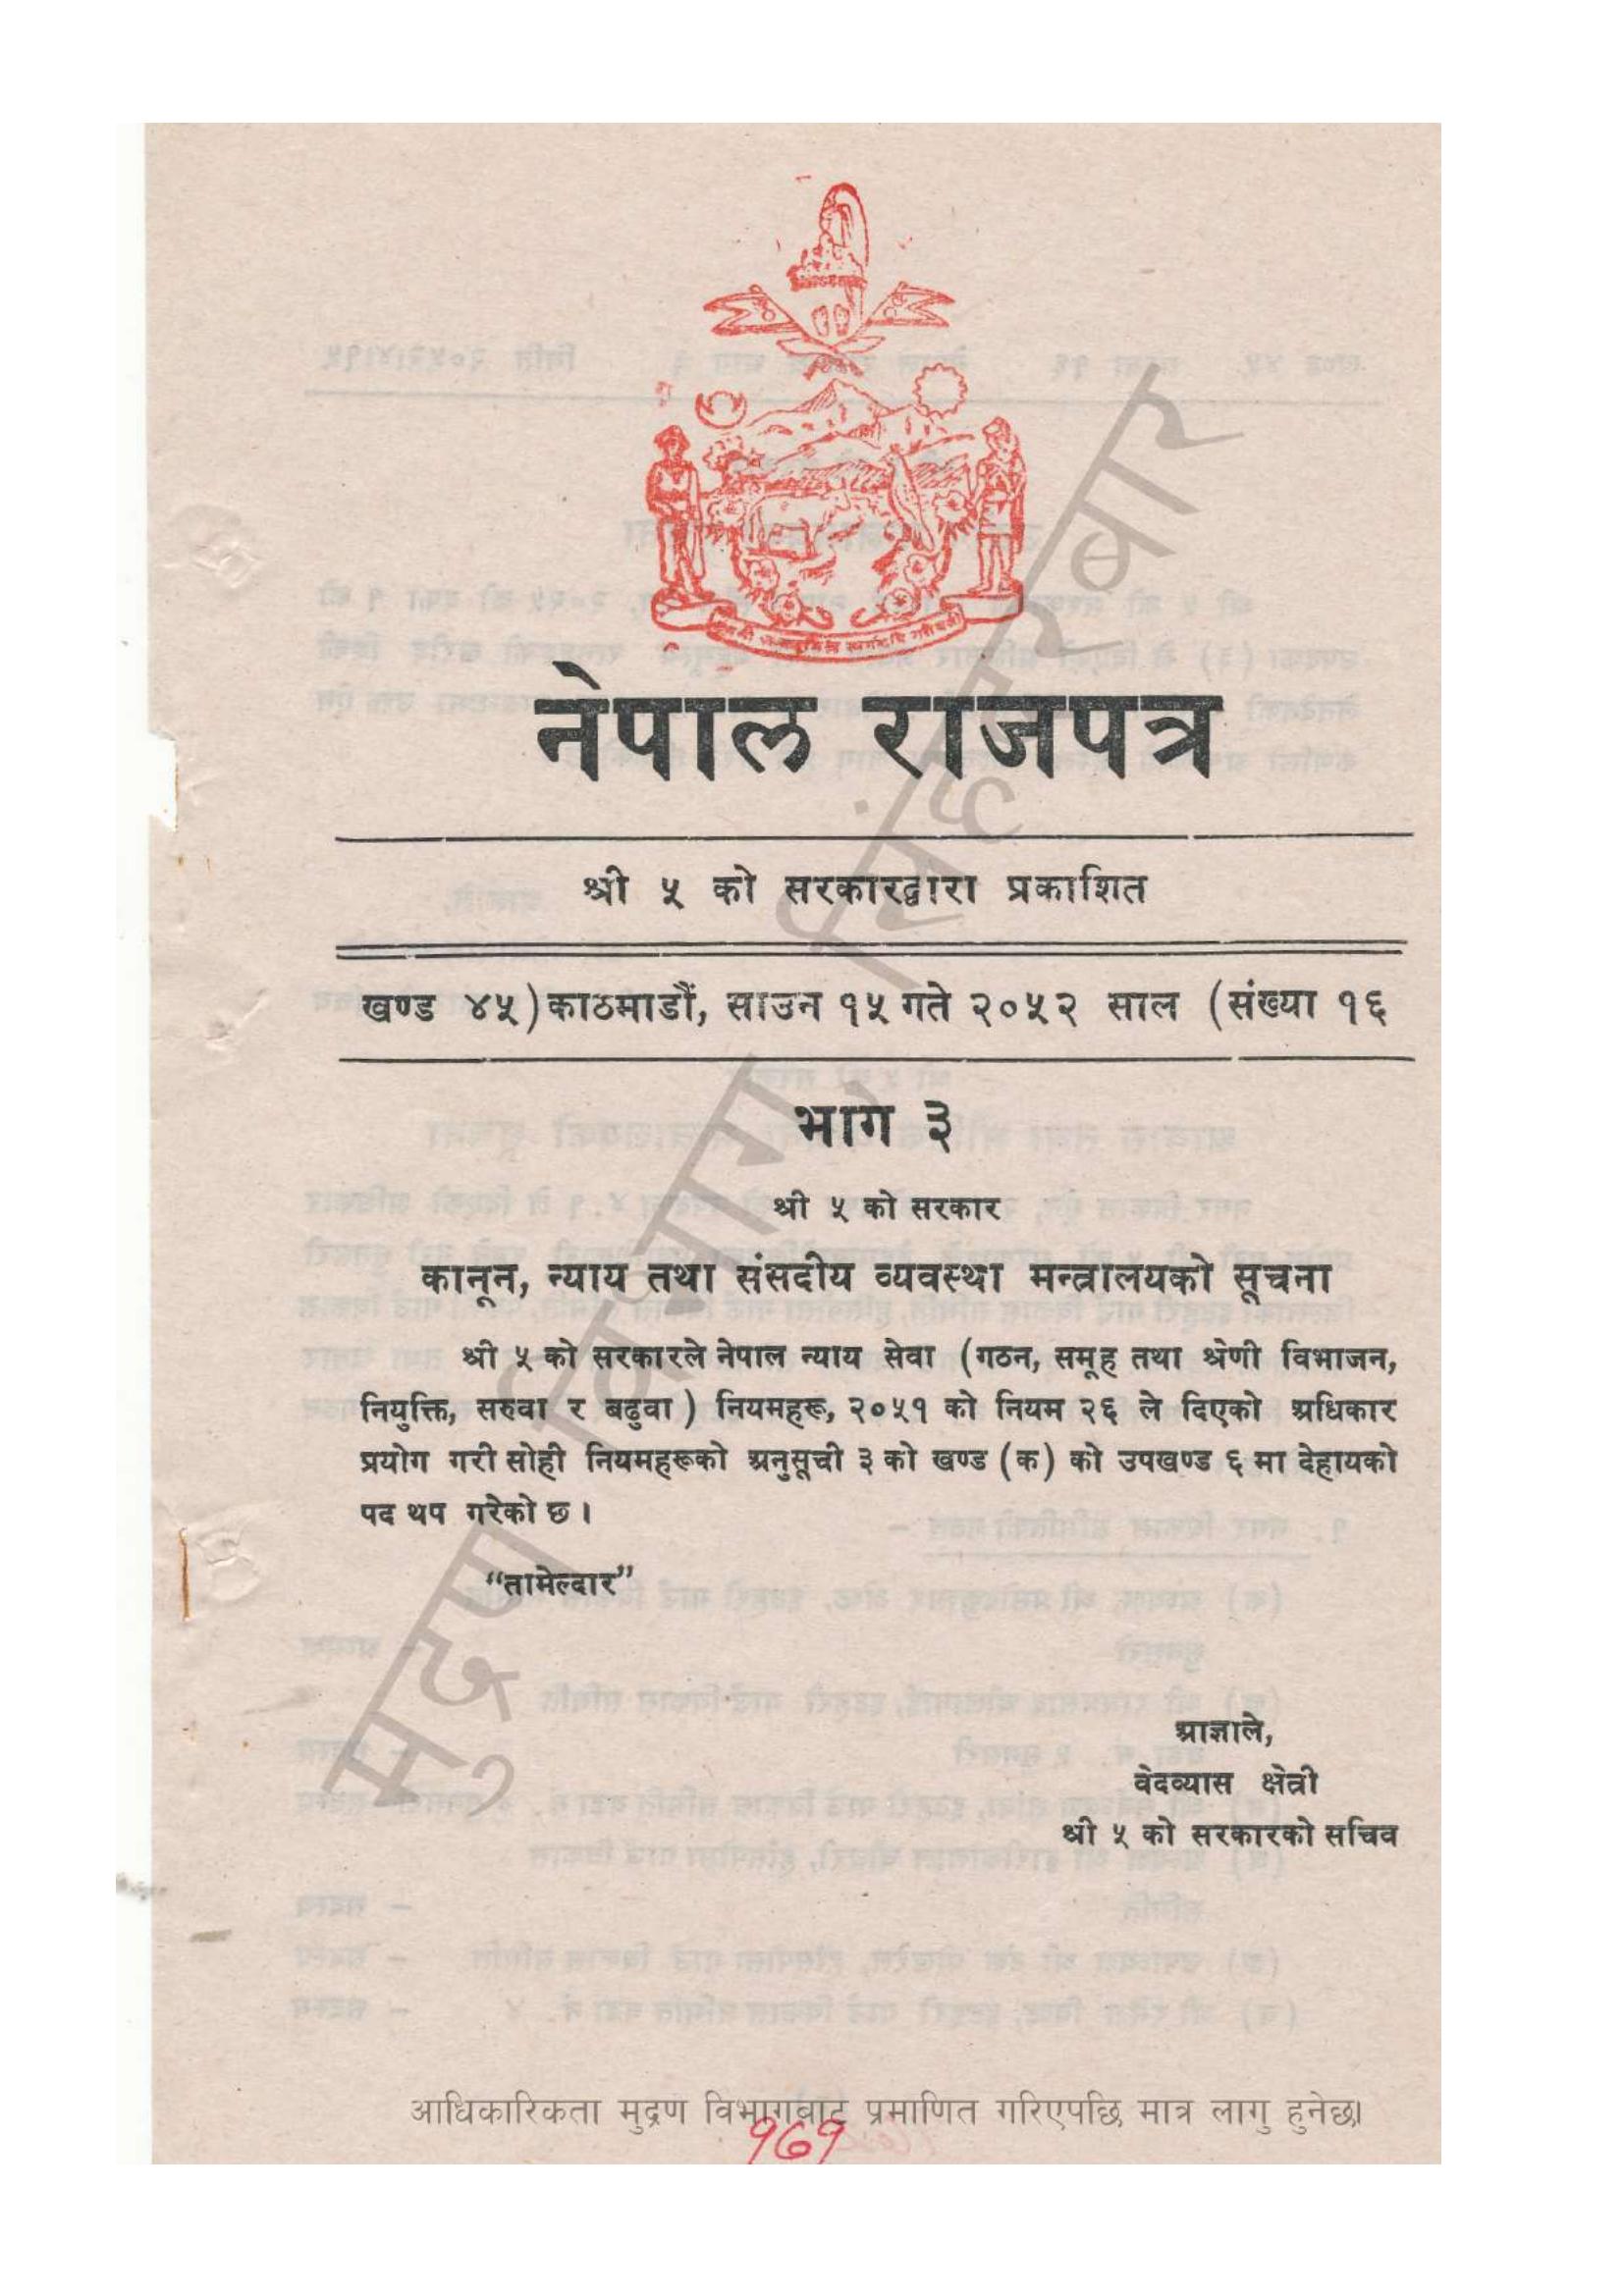 नेपाल राजपत्र
श्री ५ को सरकारद्वारा प्रकाशित
खण्ड ४५) काठमाडौं, साउन १५ गते २०५२ साल (संख्या १६
भाग ३
श्री ५ को सरकार
कानून, न्याय तथा संसदीय व्यवस्था मन्त्रालयको सूचना
श्री ५ को सरकारले नेपाल न्याय सेवा (गठन, समूह तथा श्रेणी विभाजन,
नियुक्ति, सरुवा र बढुवा) नियमहरू, २०५१ को नियम २६ ले दिएको अधिकार
प्रयोग गरी सोही नियमहरूको अनुसूची ३ को खण्ड (क) को उपखण्ड ६ मा देहायको
पद थप गरेको छ ।
“तामेल्दार”
आज्ञाले,
वेदव्यास क्षेत्री
श्री ५ को सरकारको सचिव
मुद्रण विभाग, सिंहदरबार
आधिकारिकता मुद्रण विभागबाट प्रमाणित गरिएपछि मात्र लागु हुनेछ।
१७१